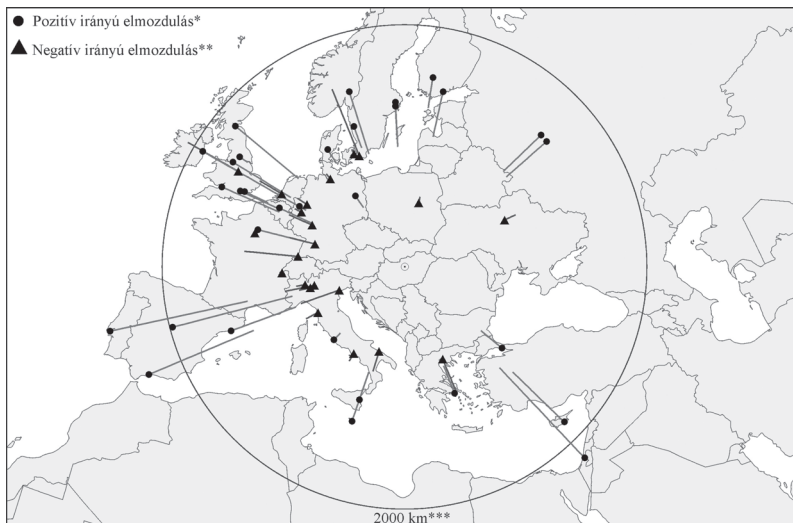 Pozitív irányú elmozdulás*
Negatív irányú elmozdulás**
2000 km***